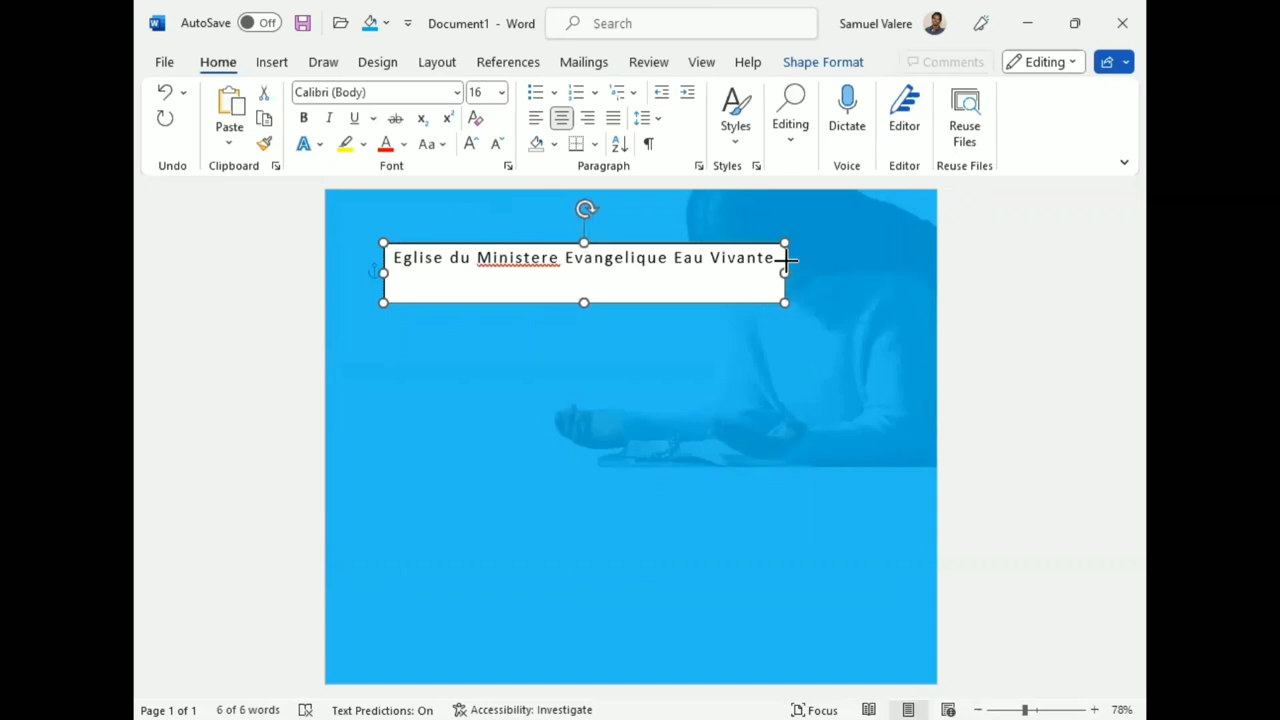 AutoSave Off Document1 - Word Search Samuel Valere
File Home Insert Draw Design Layout References Mailings Review View Help Shape Format Comments Editing
Calibri (Body) 16
Paste Styles Editing Dictate Editor Reuse Files
Undo Clipboard Font Paragraph Styles Voice Editor Reuse Files
Eglise du Ministere Evangelique Eau Vivante
Page 1 of 1 6 of 6 words Text Predictions: On Accessibility: Investigate Focus 78%